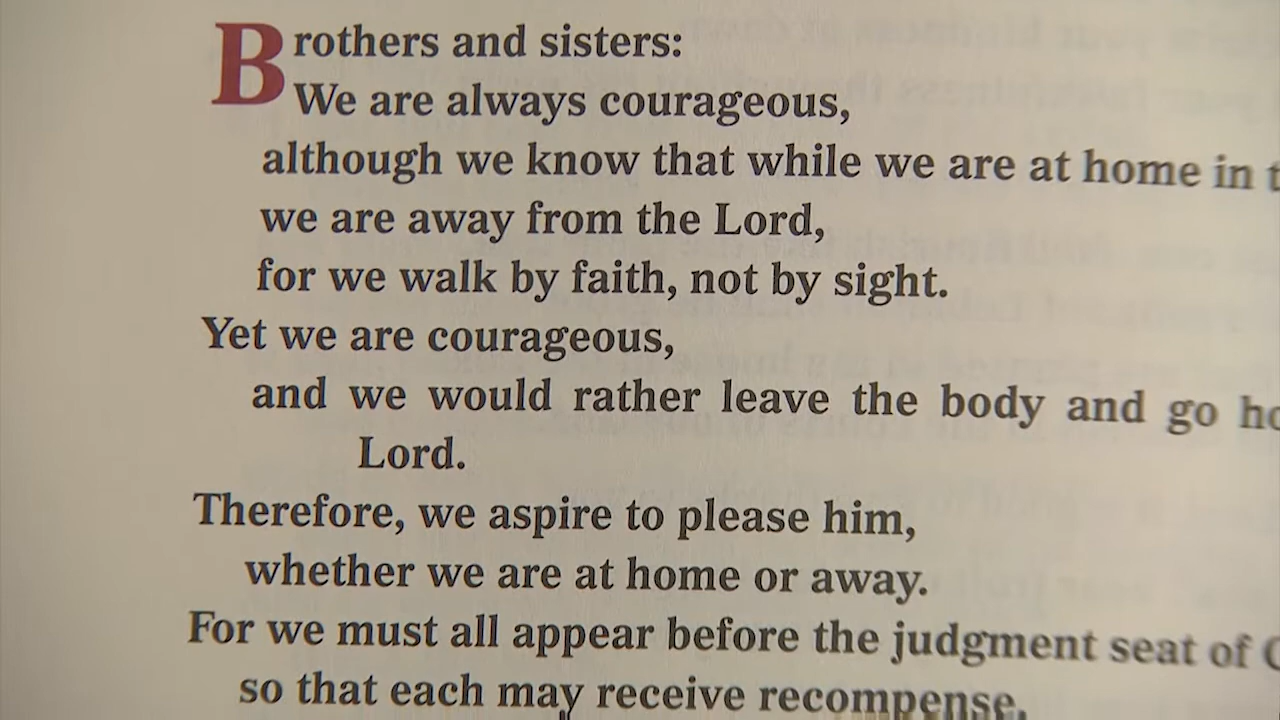 Brothers and sisters:
We are always courageous,
although we know that while we are at home in
we are away from the Lord,
for we walk by faith, not by sight.
Yet we are courageous,
and we would rather leave the body and go
Lord.
Therefore, we aspire to please him,
whether we are at home or away.
For we must all appear before the judgment seat of
so that each may receive recompense,